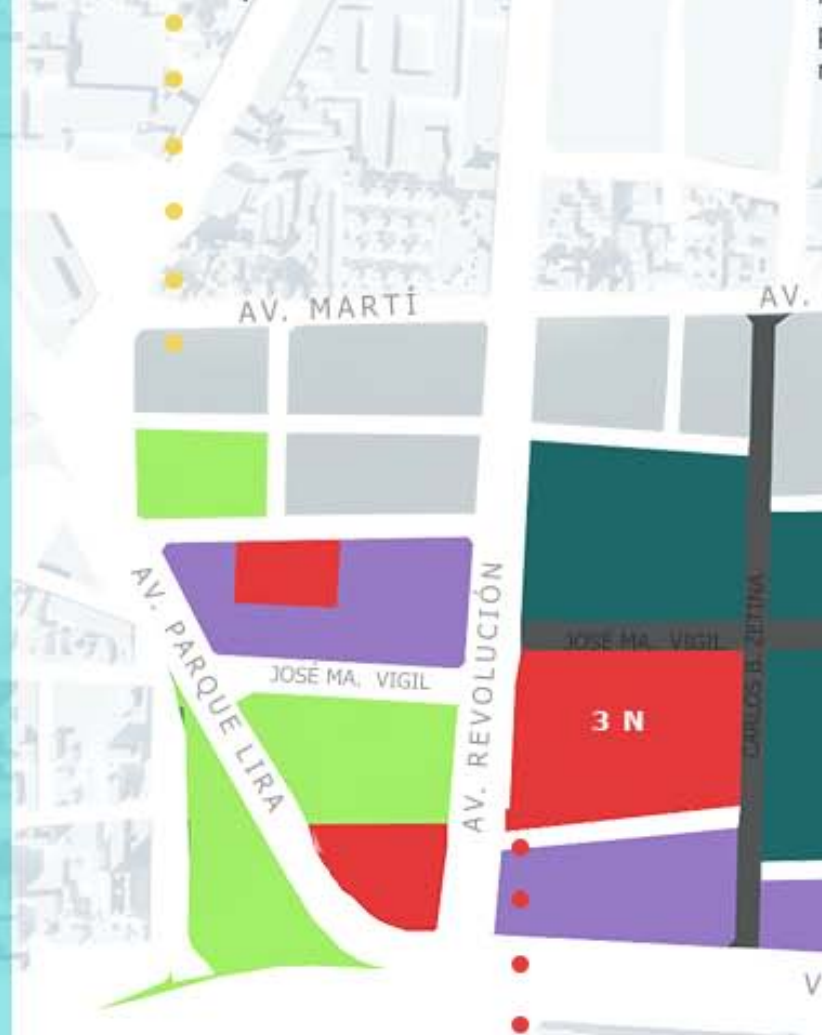 AV. MARTÍ
AV.
AV. PARQUE LIRA
JOSÉ MA. VIGIL
AV. REVOLUCIÓN
JOSÉ MA. VIGIL
CARLOS B. ZETINA
3 N
V